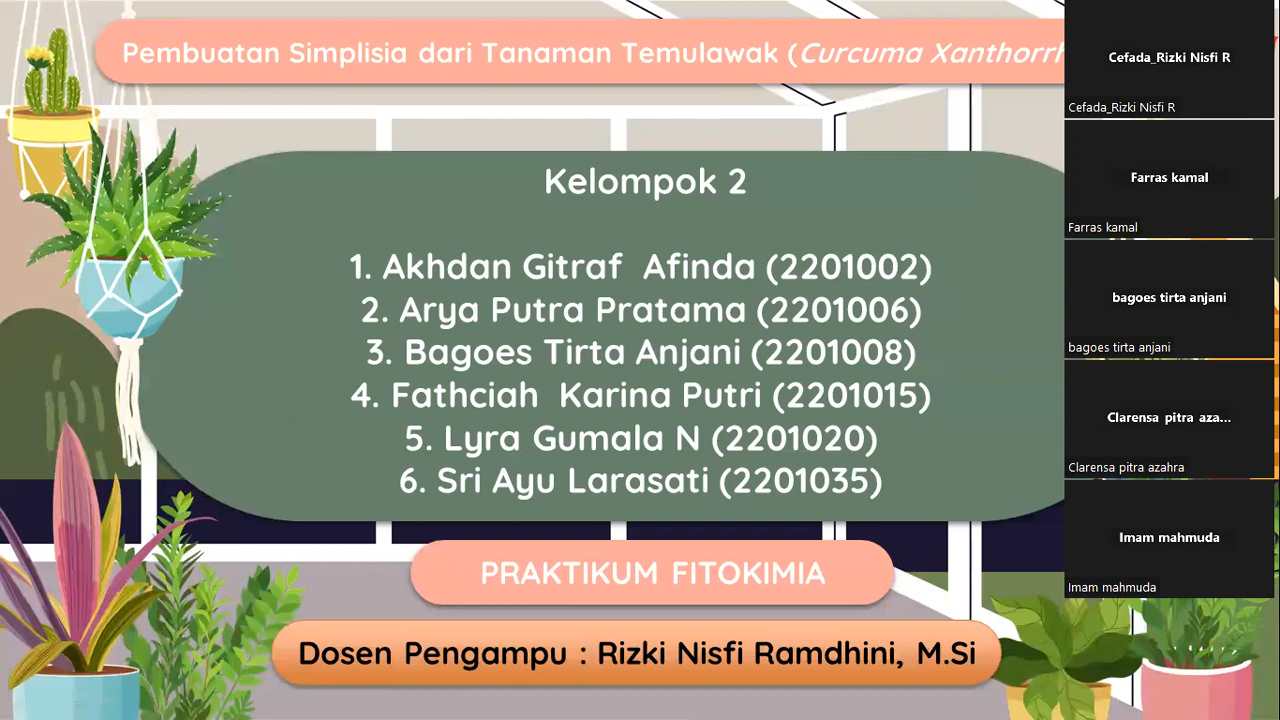 Pembuatan Simplisia dari Tanaman Temulawak (Curcuma
Kelompok 2
1. Akhdan Gitraf Afinda (2201002)
2. Arya Putra Pratama (2201006)
3. Bagoes Tirta Anjani (2201008)
4. Fathciah Karina Putri (2201015)
5. Lyra Gumala N (2201020)
6. Sri Ayu Larasati (2201035)
PRAKTIKUM FITOKIMIA
Dosen Pengampu : Rizki Nisfi Ramdhini, M.Si
Cefada_Rizki Nisfi R
Cefada_Rizki Nisfi R
Farras kamal
Farras kamal
bagoes tirta anjani
bagoes tirta anjani
Clarensa pitra aza...
Clarensa pitra azahra
Imam mahmuda
Imam mahmuda